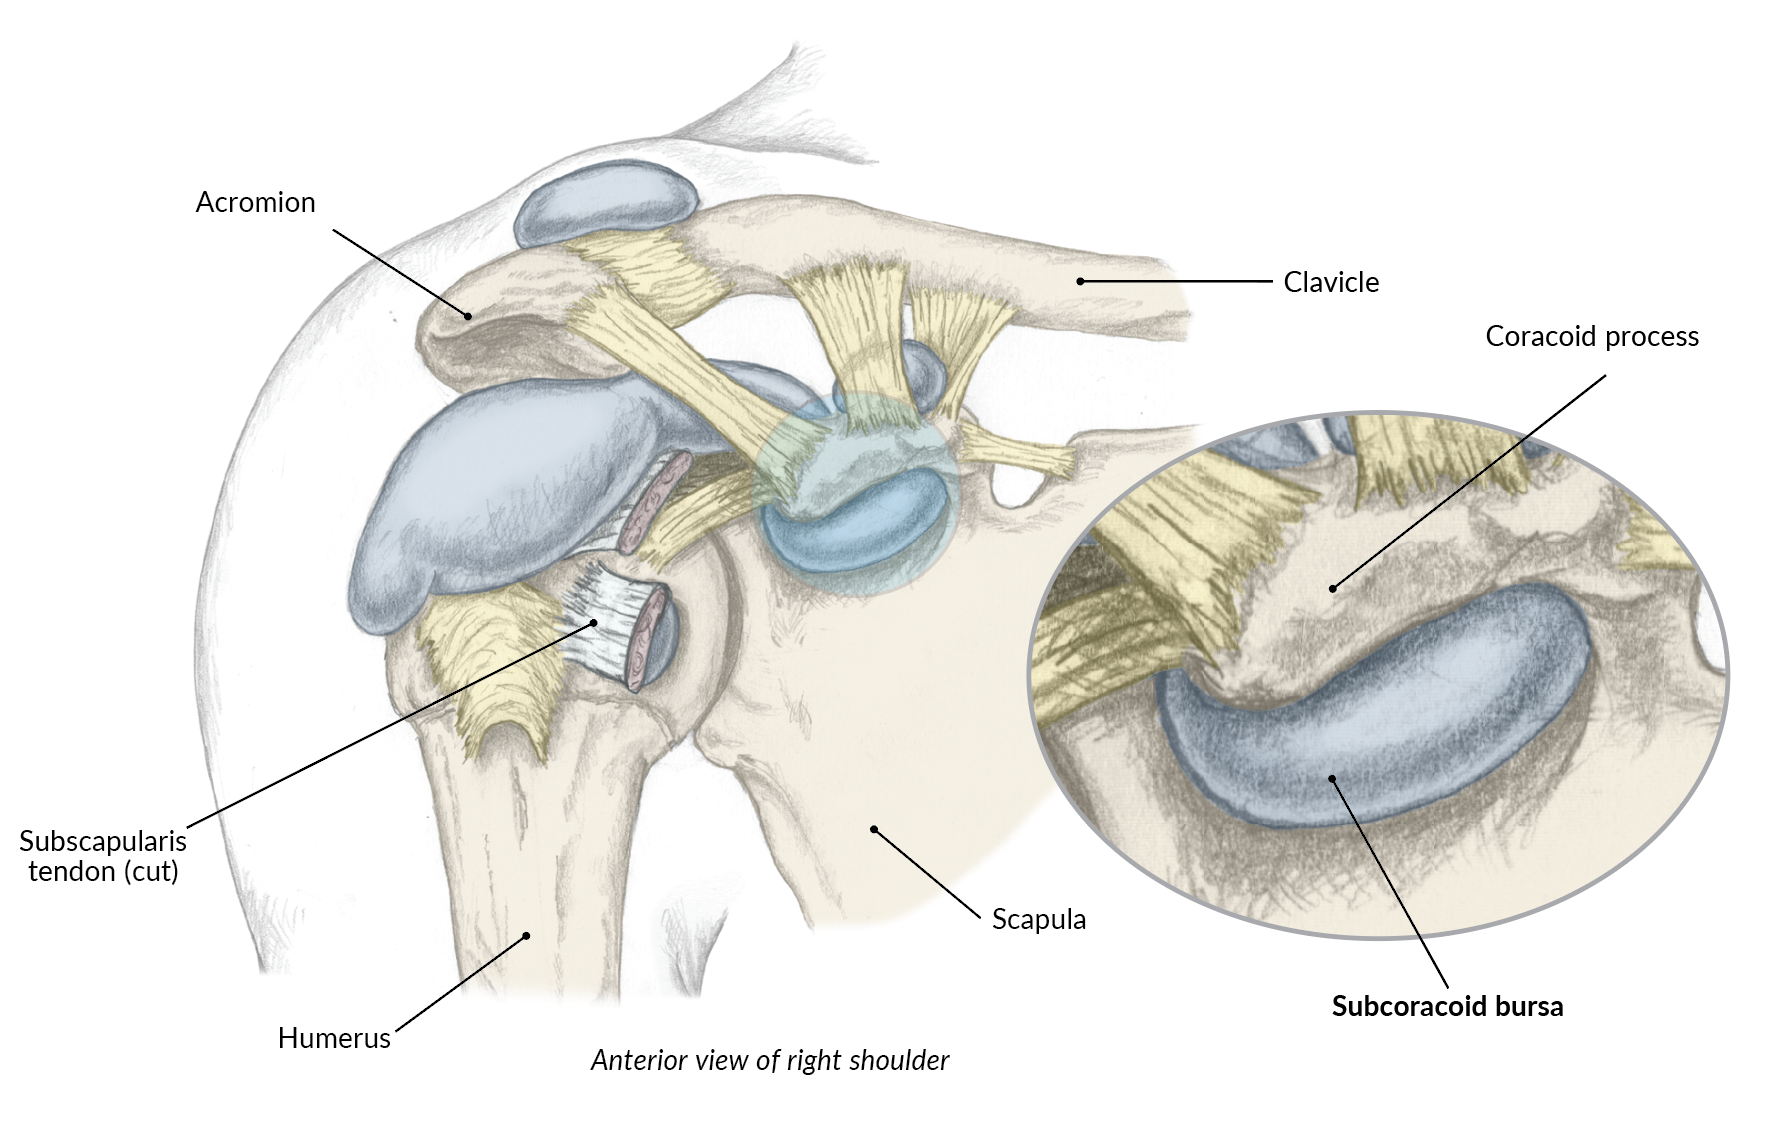 Acromion
Clavicle
Coracoid process
Subscapularis
tendon (cut)
Scapula
Subcoracoid bursa
Humerus
Anterior view of right shoulder